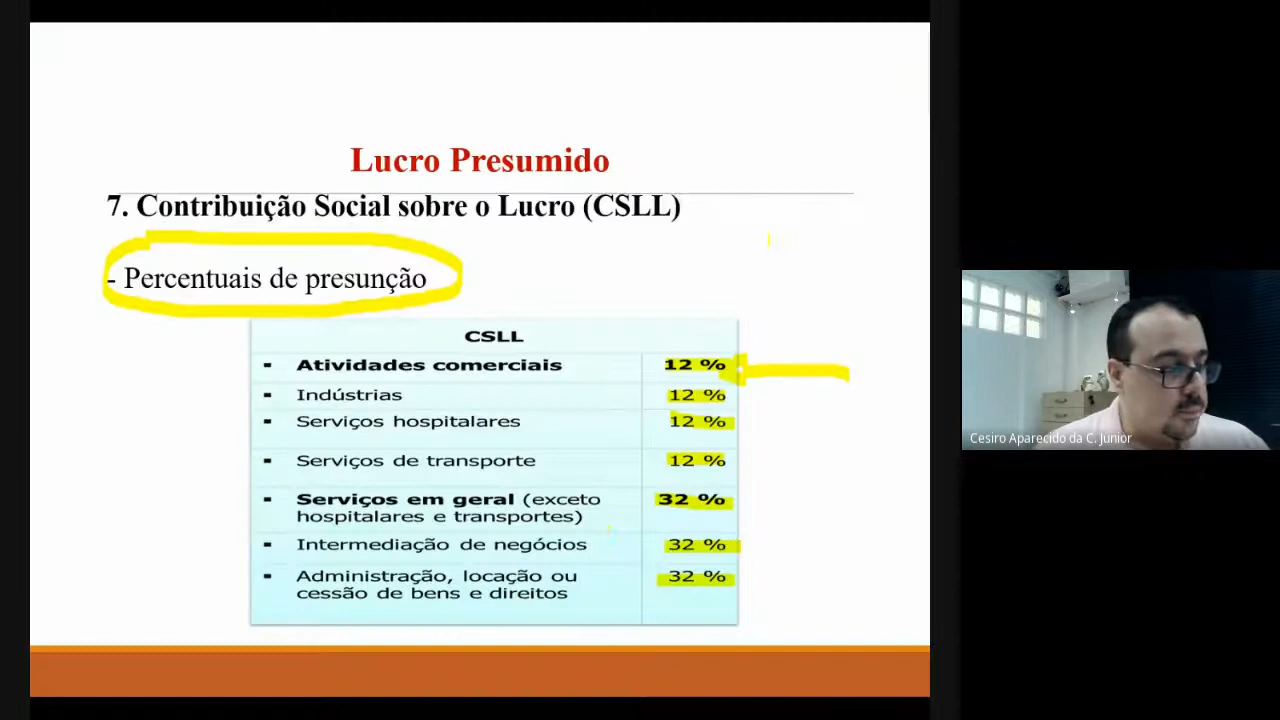 Lucro Presumido
7. Contribuição Social sobre o Lucro (CSLL)
- Percentuais de presunção
CSLL
▪ Atividades comerciais 12 %
▪ Indústrias 12 %
▪ Serviços hospitalares 12 %
▪ Serviços de transporte 12 %
▪ Serviços em geral (exceto 32 %
hospitalares e transportes)
▪ Intermediação de negócios 32 %
▪ Administração, locação ou 32 %
cessão de bens e direitos
Cesiro Aparecido da C. Junior